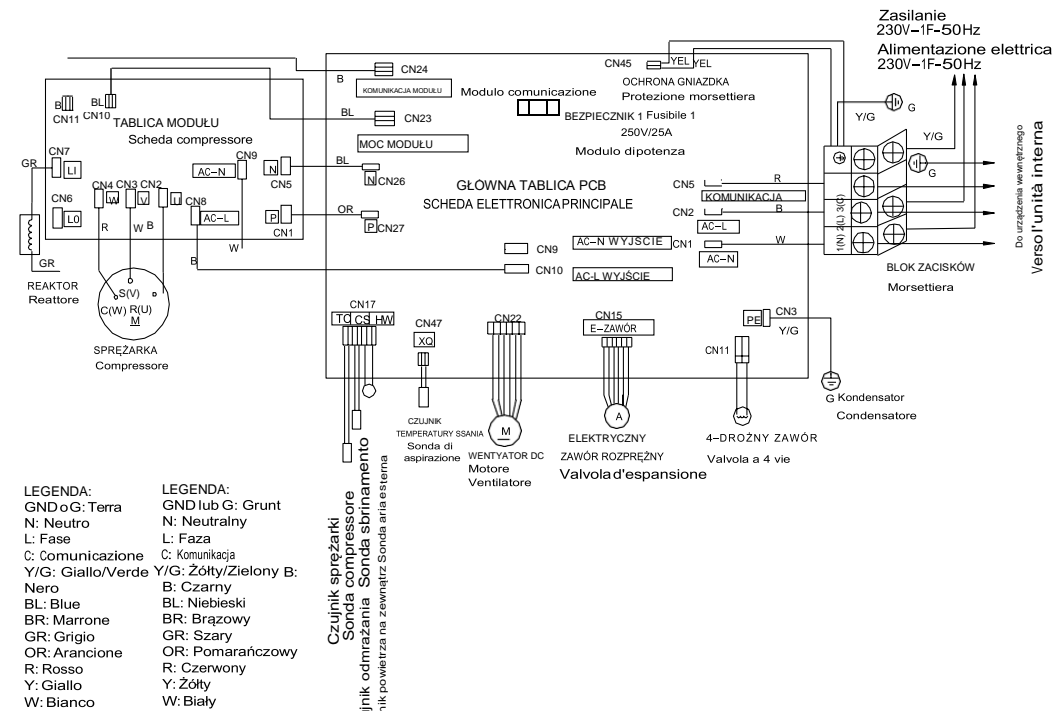 Zasilanie
230V-1F-50Hz
Alimentazione elettrica
230V-1F-50Hz
CN45
YEL YEL
OCHRONA GNIAZDKA
Protezione morsettiera
B
CN24
KOMUNIKACJA MODUŁU
Modulo comunicazione
BEZPIECZNIK 1 Fusibile 1
250V/25A
Modulo dipotenza
BL
CN23
MOC MODUŁU
B
CN11
BL
CN10
TABLICA MODUŁU
Scheda compressore
GR
CN7
LI
CN6
L0
CN4
W
CN3
V
CN2
U
CN8
AC-N
CN9
AC-L
N
CN5
P
CN1
BL
N
CN26
OR
P
CN27
GŁÓWNA TABLICA PCB
SCHEDA ELETTRONICA PRINCIPALE
CN5
R
KOMUNIKACJA
CN2
B
AC-L
CN1
W
AC-N
CN9
AC-N WYJSCIE
CN10
AC-L WYJŚCIE
Y/G
G
Y/G
G
1(N) 2(L) 3(C)
BLOK ZACISKÓW
Morsettiera
Do urządzenia wewnętrznego
Verso l'unità interna
R
W
B
W
B
GR
REAKTOR
Reattore
S(V)
C(W)
R(U)
M
SPRĘŻARKA
Compressore
CN17
TC CS HW
CN47
XQ
CZUJNIK
TEMPERATURY SSANIA
Sonda di
aspirazione
CN22
M
WENTYATOR DC
Motore
Ventilatore
CN15
E-ZAWÓR
A
ELEKTRYCZNY
ZAWÓR ROZPRĘŻNY
Valvola d'espansione
CN11
4-DROŻNY ZAWÓR
Valvola a 4 vie
PE
CN3
Y/G
G Kondensator
Condensatore
Czujnik sprężarki
Sonda compressore
jnik odmrażania Sonda sbrinamento
nik powietrza na zewnątrz Sonda aria esterna
LEGENDA:
GND o G: Terra
N: Neutro
L: Fase
C: Comunicazione
Y/G: Giallo/Verde
Nero
BL: Blue
BR: Marrone
GR: Grigio
OR: Arancione
R: Rosso
Y: Giallo
W: Bianco
LEGENDA:
GND lub G: Grunt
N: Neutralny
L: Faza
C: Komunikacja
Y/G: Żółty/Zielony B:
B: Czarny
BL: Niebieski
BR: Brązowy
GR: Szary
OR: Pomarańczowy
R: Czerwony
Y: Żółty
W: Biały